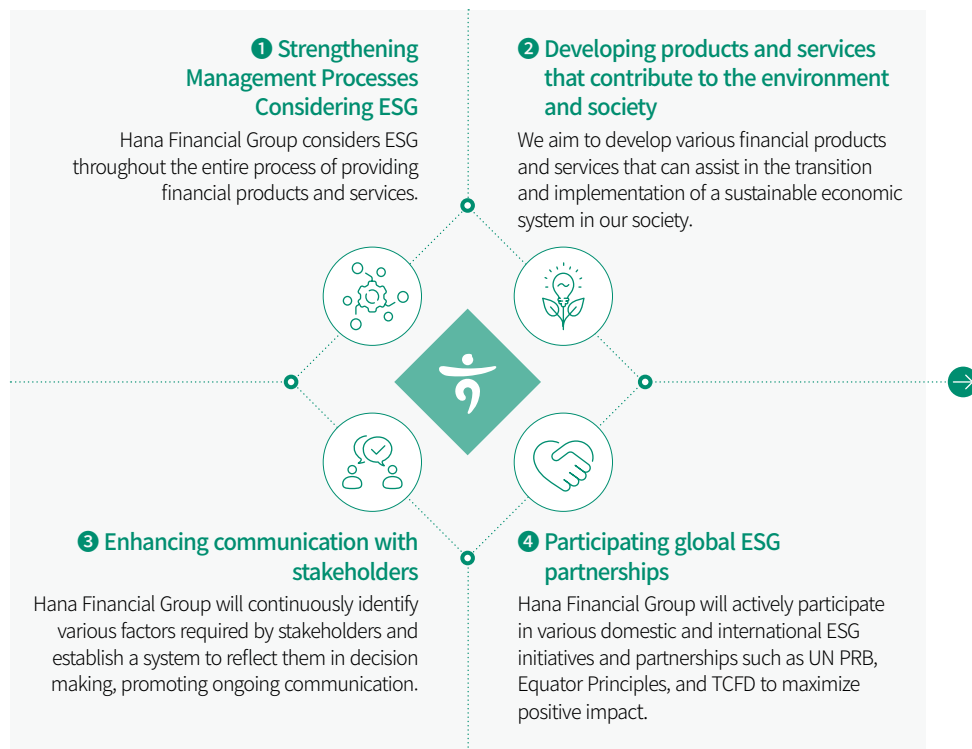 ❶ Strengthening
Management Processes
Considering ESG
Hana Financial Group considers ESG
throughout the entire process of providing
financial products and services.
❷ Developing products and services
that contribute to the environment
and society
We aim to develop various financial products
and services that can assist in the transition
and implementation of a sustainable economic
system in our society.
❸ Enhancing communication with
stakeholders
Hana Financial Group will continuously identify
various factors required by stakeholders and
establish a system to reflect them in decision
making, promoting ongoing communication.
❹ Participating global ESG
partnerships
Hana Financial Group will actively participate
in various domestic and international ESG
initiatives and partnerships such as UN PRB,
Equator Principles, and TCFD to maximize
positive impact.